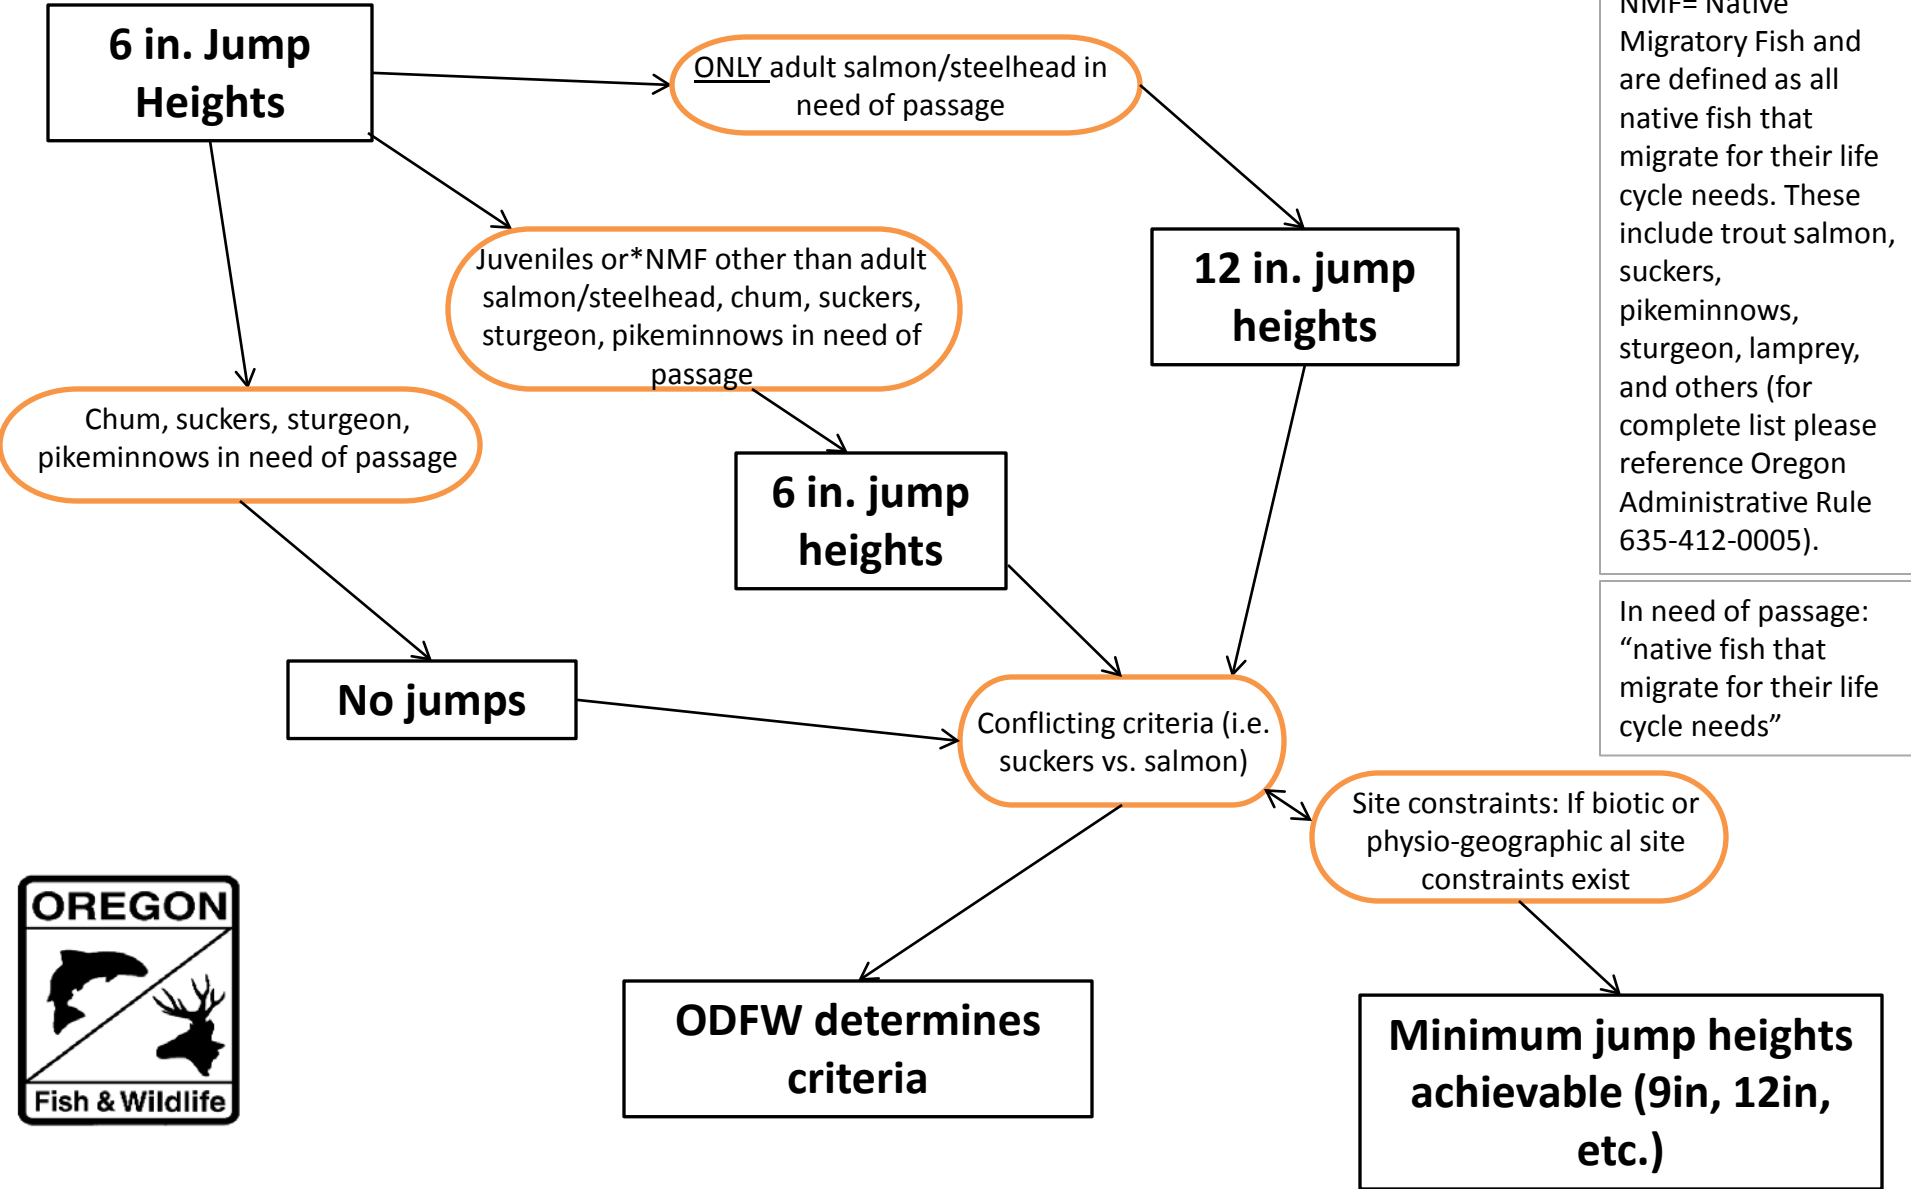 6 in. Jump
Heights
ONLY adult salmon/steelhead in
need of passage
Juveniles or*NMF other than adult
salmon/steelhead, chum, suckers,
sturgeon, pikeminnows in need of
passage
12 in. jump
heights
Chum, suckers, sturgeon,
pikeminnows in need of passage
6 in. jump
heights
No jumps
Conflicting criteria (i.e.
suckers vs. salmon)
Site constraints: If biotic or
physio-geographic al site
constraints exist
ODFW determines
criteria
Minimum jump heights
achievable (9in, 12in,
etc.)
NMF= Native
Migratory Fish and
are defined as all
native fish that
migrate for their life
cycle needs. These
include trout salmon,
suckers,
pikeminnows,
sturgeon, lamprey,
and others (for
complete list please
reference Oregon
Administrative Rule
635-412-0005).
In need of passage:
“native fish that
migrate for their life
cycle needs”
OREGON
Fish & Wildlife